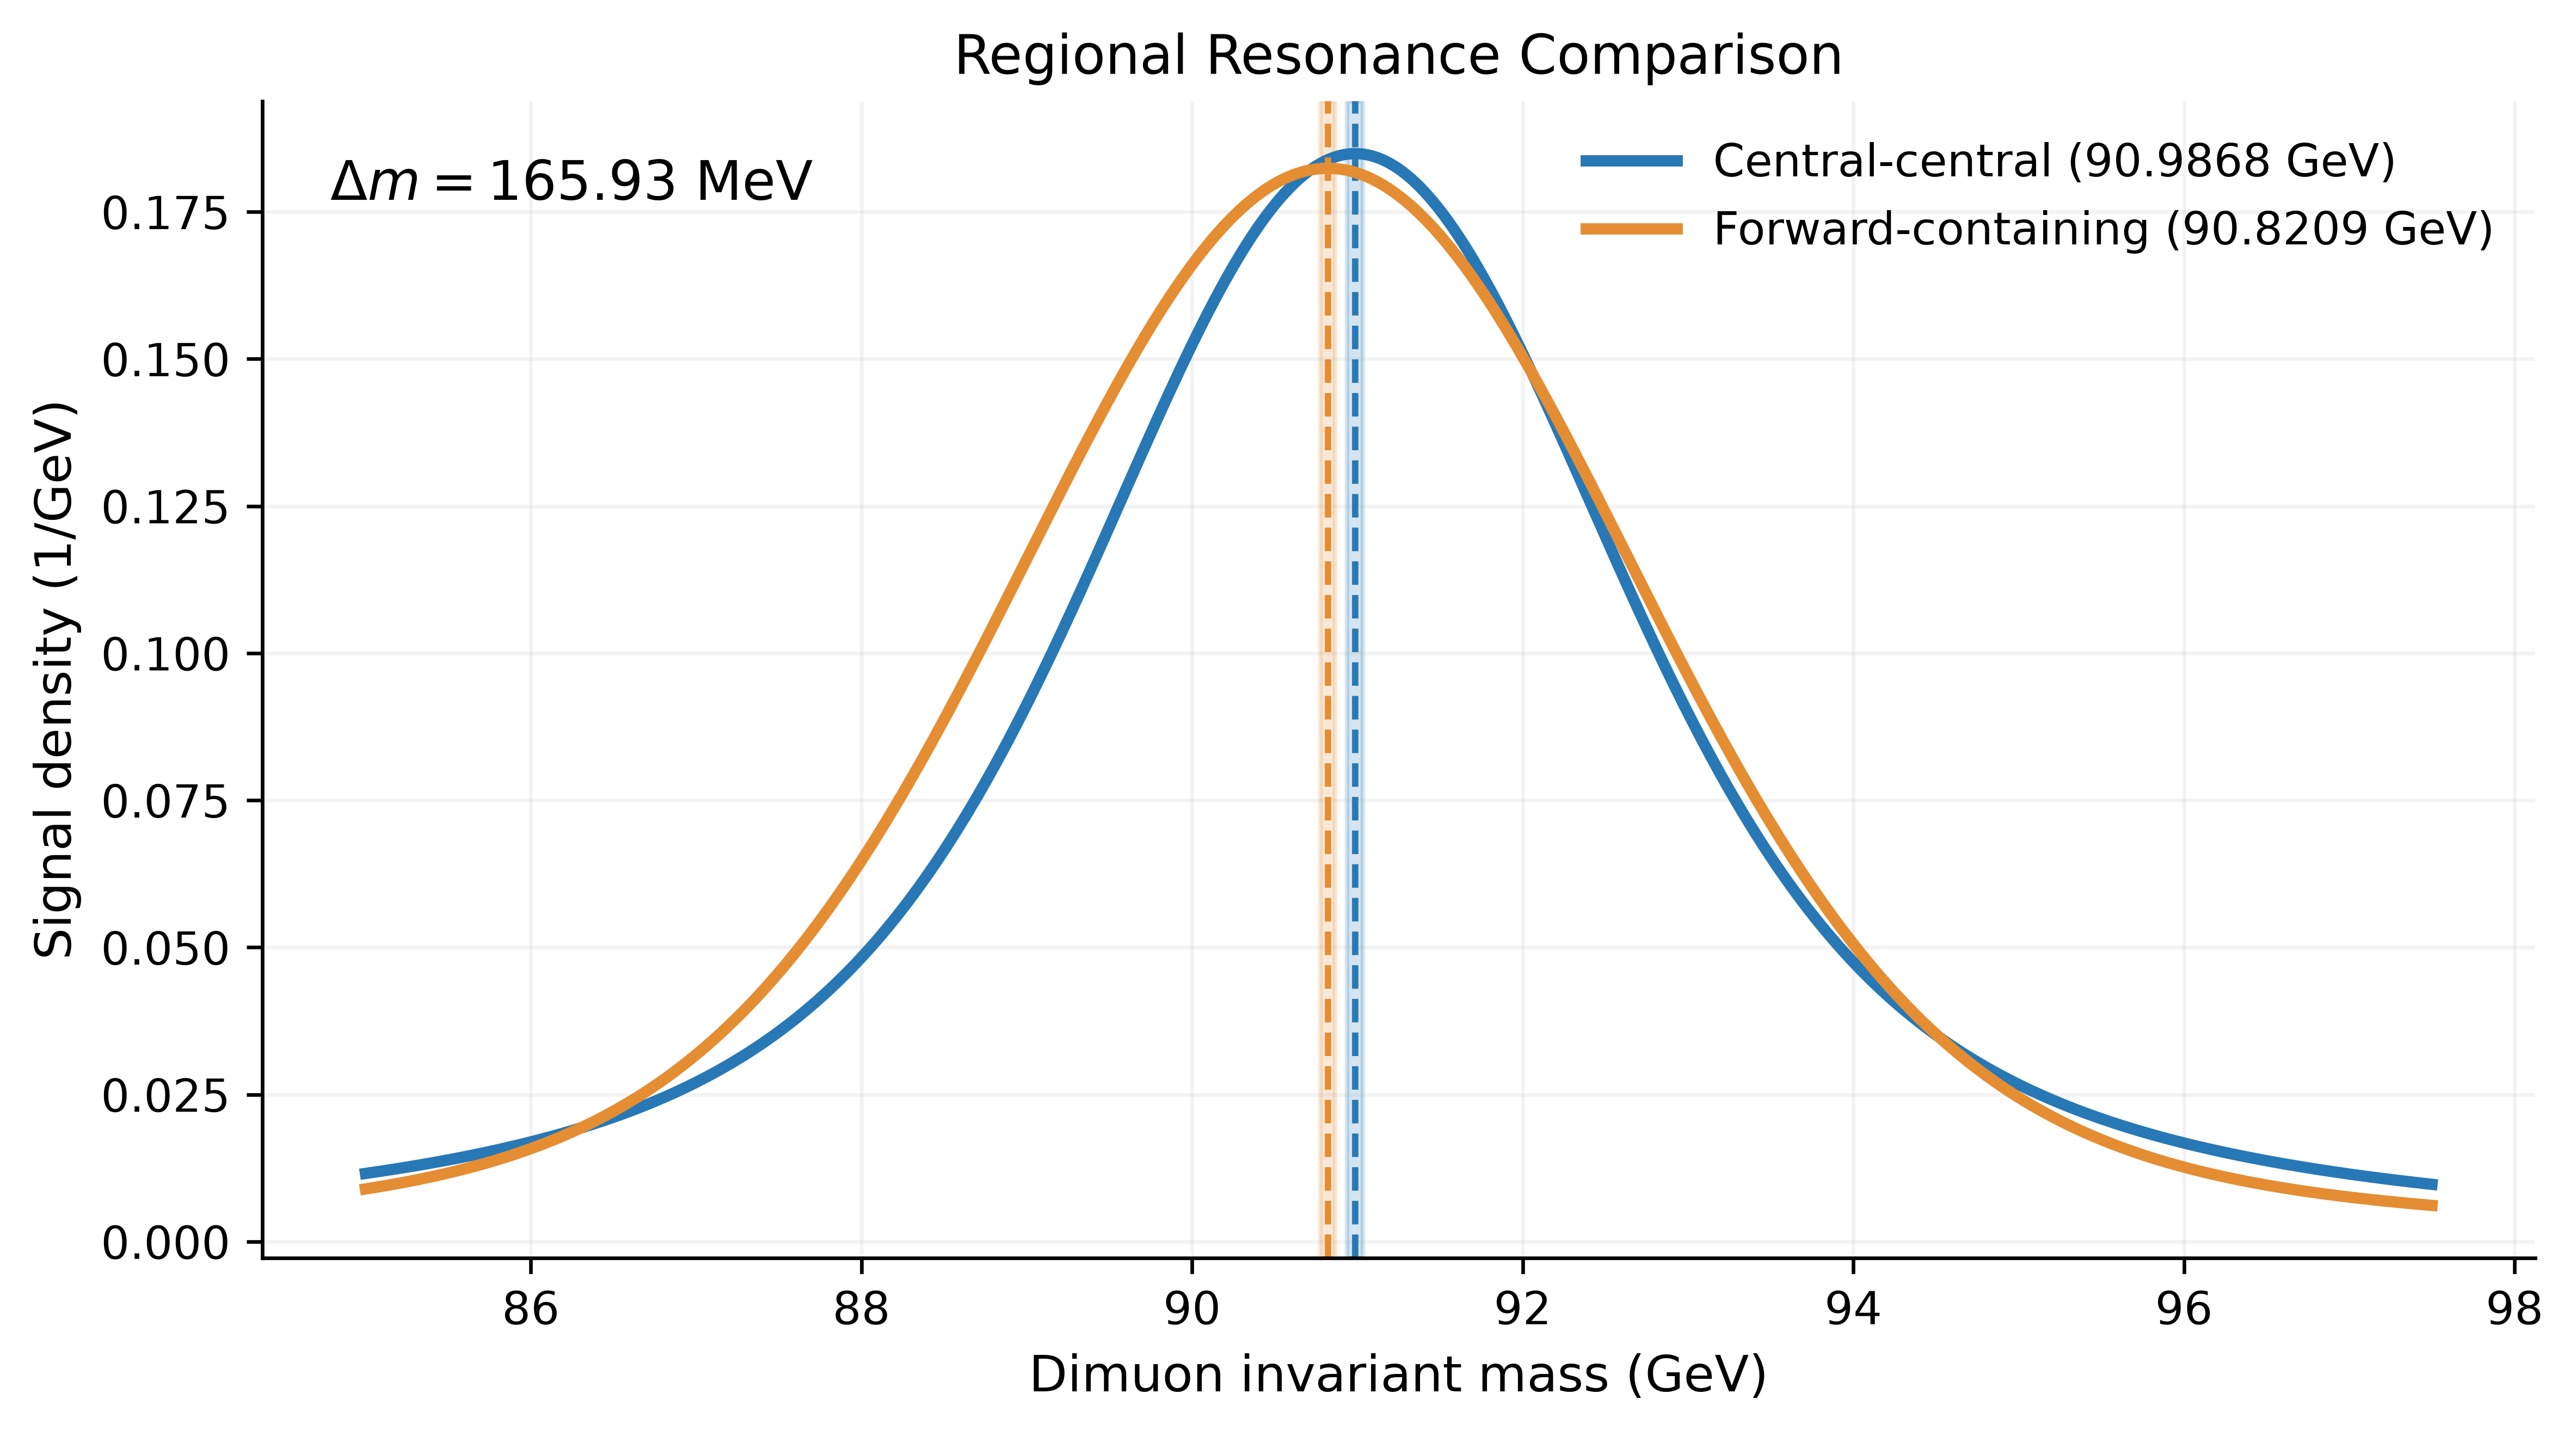 Regional Resonance Comparison
Δm = 165.93 MeV
Central-central (90.9868 GeV)
Forward-containing (90.8209 GeV)
Signal density (1/GeV)
0.175
0.150
0.125
0.100
0.075
0.050
0.025
0.000
86 88 90 92 94 96 98
Dimuon invariant mass (GeV)